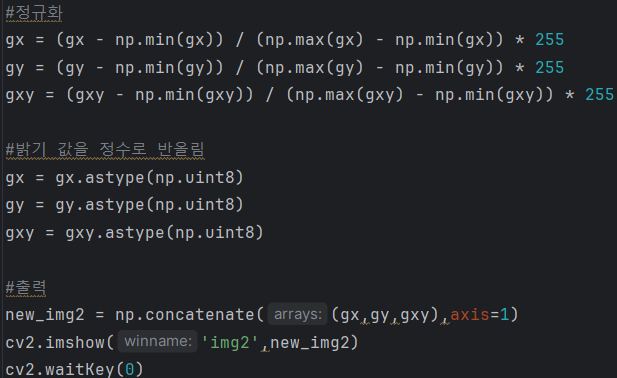 #정규화
gx = (gx - np.min(gx)) / (np.max(gx) - np.min(gx)) * 255
gy = (gy - np.min(gy)) / (np.max(gy) - np.min(gy)) * 255
gxy = (gxy - np.min(gxy)) / (np.max(gxy) - np.min(gxy)) * 255
#밝기 값을 정수로 반올림
gx = gx.astype(np.uint8)
gy = gy.astype(np.uint8)
gxy = gxy.astype(np.uint8)
#출력
new_img2 = np.concatenate( arrays: (gx,gy,gxy),axis=1)
cv2.imshow( winname: 'img2',new_img2)
cv2.waitKey(0)